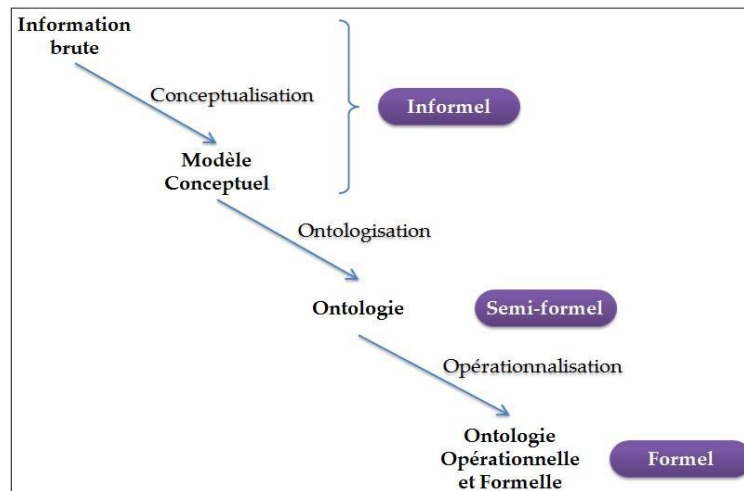 Information
brute
Conceptualisation
Informel
Modèle
Conceptuel
Ontologisation
Ontologie
Semi-formel
Opérationnalisation
Ontologie
Opérationnelle
et Formelle
Formel